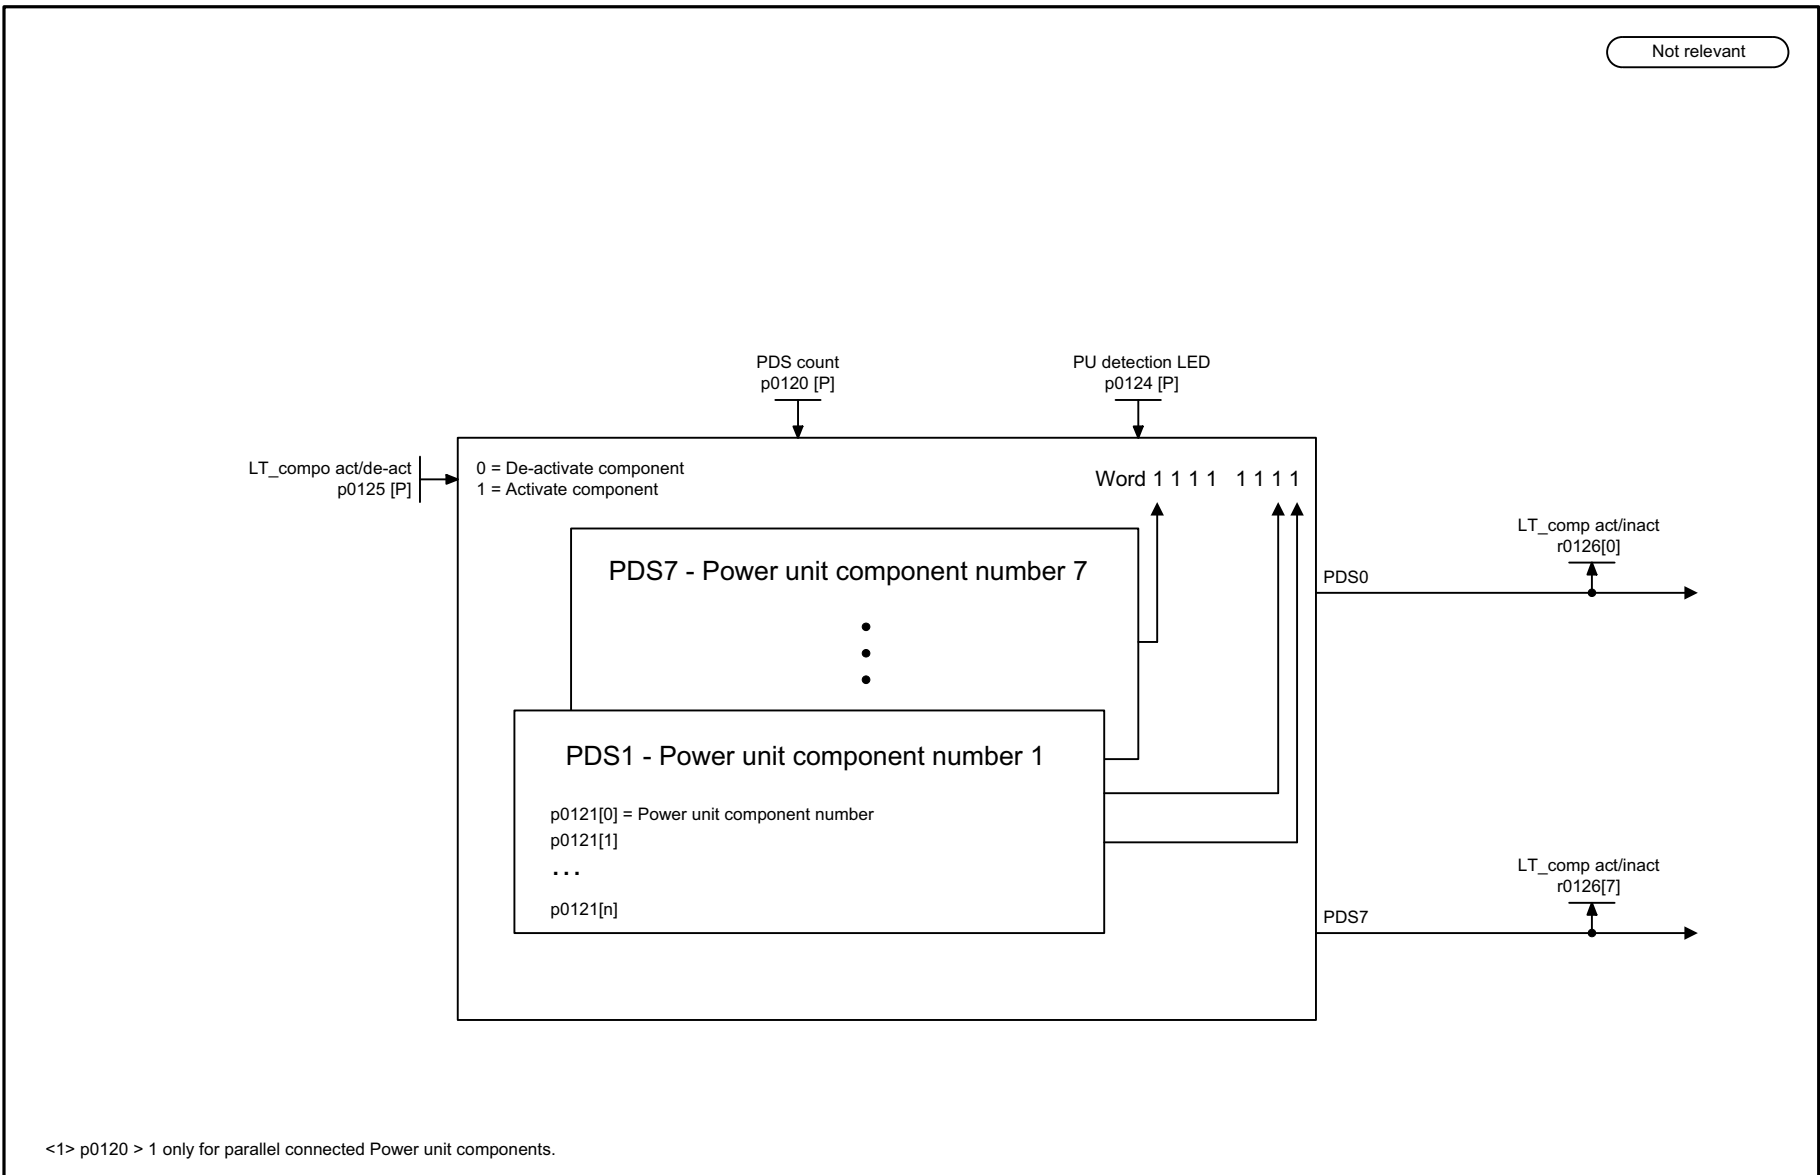 Not relevant
PDS count
p0120 [P]
PU detection LED
p0124 [P]
LT_compo act/de-act
p0125 [P]
0 = De-activate component
1 = Activate component
Word 1 1 1 1 1 1 1 1
LT_comp act/inact
r0126[0]
PDS0
PDS7 - Power unit component number 7
PDS1 - Power unit component number 1
p0121[0] = Power unit component number
p0121[1]
...
p0121[n]
LT_comp act/inact
r0126[7]
PDS7
<1> p0120 > 1 only for parallel connected Power unit components.